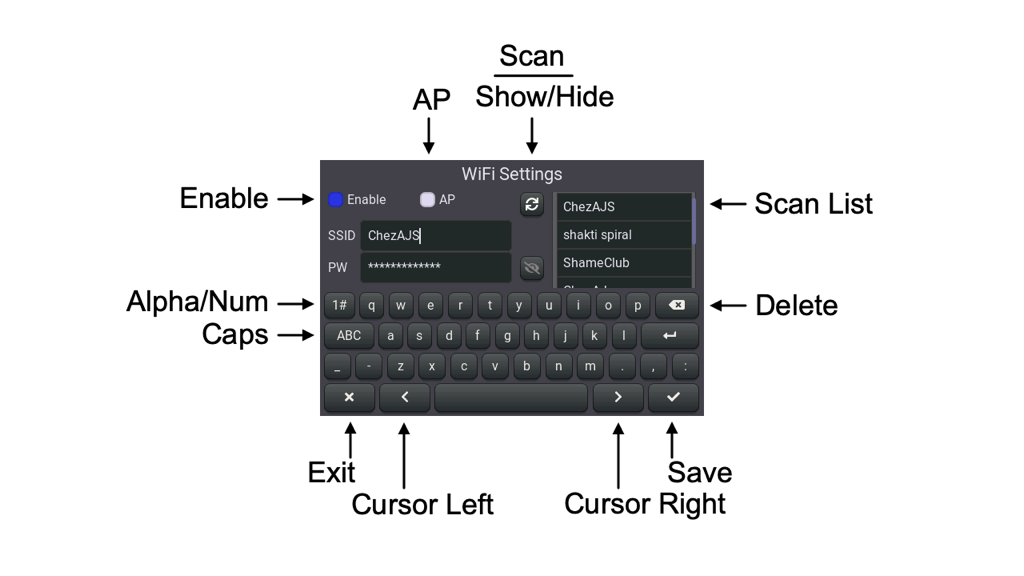 Scan
AP Show/Hide
WiFi Settings
Enable Enable AP ChezAJS Scan List
SSID ChezAJS shakti spiral
PW ************* ShameClub
Alpha/Num 1# q w e r t y u i o p Delete
Caps ABC a s d f g h j k l
_ - z x c v b n m . , :
Exit Save
Cursor Left Cursor Right